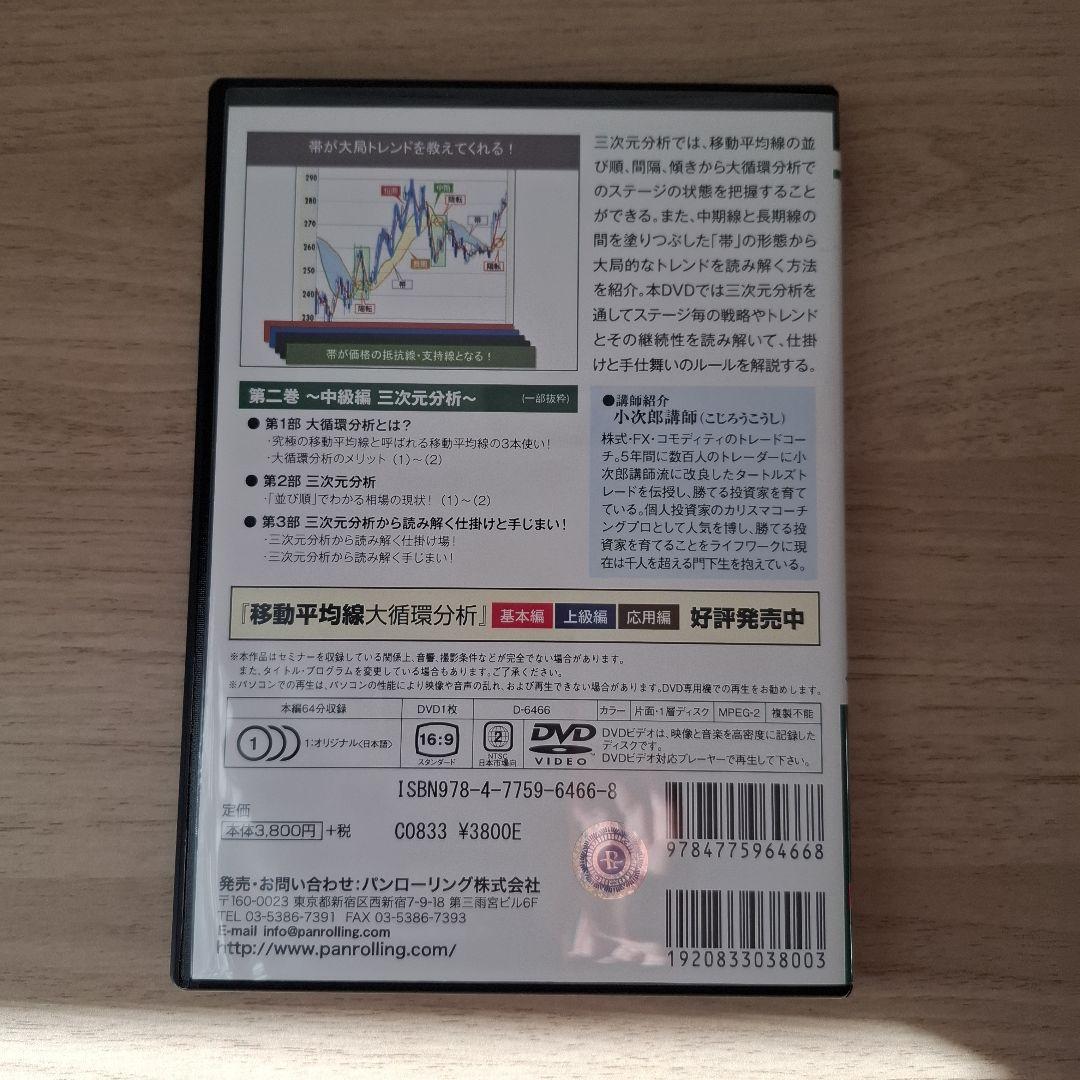 帯が大局トレンドを教えてくれる！
290
280
270
260
250
230
中期
陽転
帯
長期
帯
陽転
陽転
帯が価格の抵抗線・支持線となる！
三次元分析では、移動平均線の並
び順、間隔、傾きから大循環分析で
のステージの状態を把握すること
ができる。また、中期線と長期線の
間を塗りつぶした「帯」の形態から
大局的なトレンドを読み解く方法
を紹介。本DVDでは三次元分析を
通してステージ毎の戦略やトレンド
とその継続性を読み解いて、仕掛
けと手仕舞いのルールを解説する。
第二巻 ～中級編 三次元分析～ (一部抜粋)
● 第1部 大循環分析とは？
・究極の移動平均線と呼ばれる移動平均線の3本使い！
・大循環分析のメリット（1）～（2）
● 第2部 三次元分析
・「並び順」でわかる相場の現状！（1）～（2）
● 第3部 三次元分析から読み解く仕掛けと手じまい！
・三次元分析から読み解く仕掛け場！
・三次元分析から読み解く手じまい！
●講師紹介
小次郎講師（こじろうこうし）
株式・FX・コモディティのトレードコー
チ。5年間に数百人のトレーダーに小
次郎講師流に改良したタートルズト
レードを伝授し、勝てる投資家を育て
ている。個人投資家のカリスマコーチ
ングプロとして人気を博し、勝てる投
資家を育てることをライフワークに現
在は千人を超える門下生を抱えている。
『移動平均線大循環分析』 基本編 上級編 応用編 好評発売中
※本作品はセミナーを収録している関係上、音響、撮影条件などが完全でない場合があります。
また、タイトル・プログラムを変更している場合もあります。ご了承ください。
※パソコンでの再生は、パソコンの性能により映像や音声の乱れ、および再生できない場合があります。DVD専用機での再生をお勧めします。
本編64分収録 DVD1枚 D-6466 カラー 片面・1層ディスク MPEG-2 複製不能
1 1:オリジナル〈日本語〉
16:9
スタンダード
2
NTSC
日本市場向
DVD
VIDEO
DVDビデオは、映像と音楽を高密度に記録した
ディスクです。
DVDビデオ対応プレーヤーで再生して下さい。
ISBN978-4-7759-6466-8
定価
本体3,800円 +税
C0833 ¥3800E
9784775964668
発売・お問い合わせ：パンローリング株式会社
〒160-0023 東京都新宿区西新宿7-9-18 第三雨宮ビル6F
TEL 03-5386-7391 FAX 03-5386-7393
E-mail info@panrolling.com
http://www.panrolling.com/
1920833038003